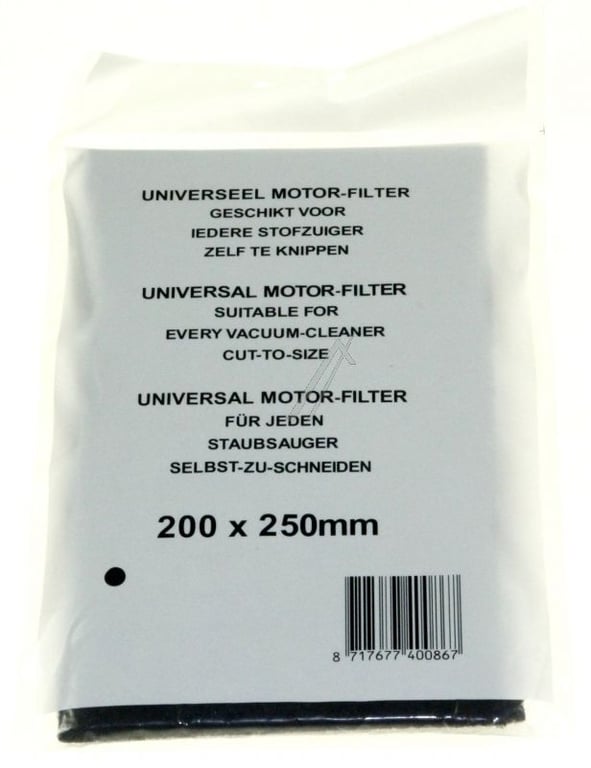 UNIVERSEEL MOTOR-FILTER
GESCHIKT VOOR
IEDERE STOFZUIGER
ZELF TE KNIPPEN
UNIVERSAL MOTOR-FILTER
SUITABLE FOR
EVERY VACUUM-CLEANER
CUT-TO-SIZE
UNIVERSAL MOTOR-FILTER
FÜR JEDEN
STAUBSAUGER
SELBST-ZU-SCHNEIDEN
200 x 250mm
8 717677 400867